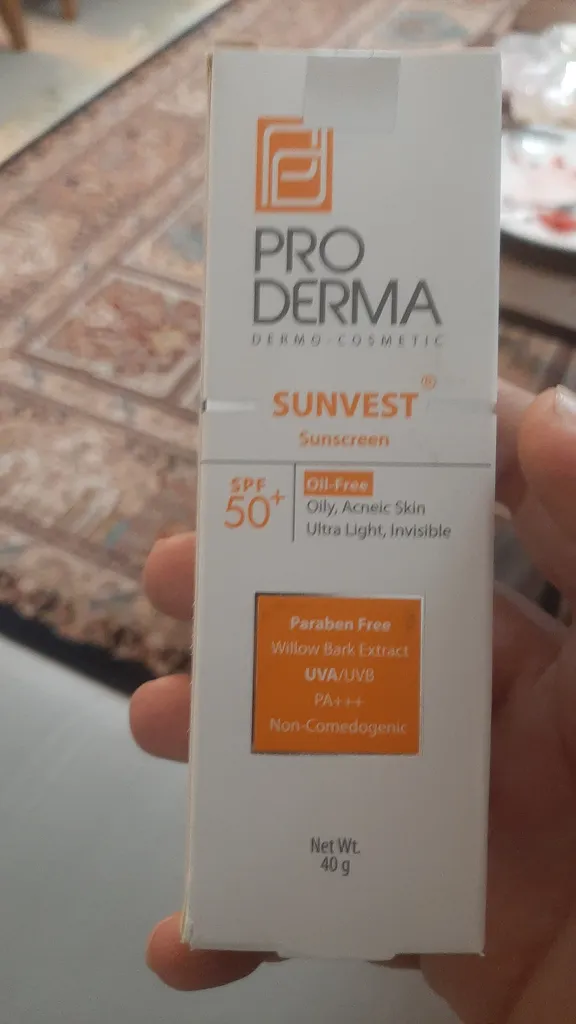 PRO
DERMA
DERMO-COSMETIC
SUNVEST®
Sunscreen
SPF
50+
Oil-Free
Oily, Acneic Skin
Ultra Light, Invisible
Paraben Free
Willow Bark Extract
UVA/UVB
PA+++
Non-Comedogenic
Net Wt.
40 g